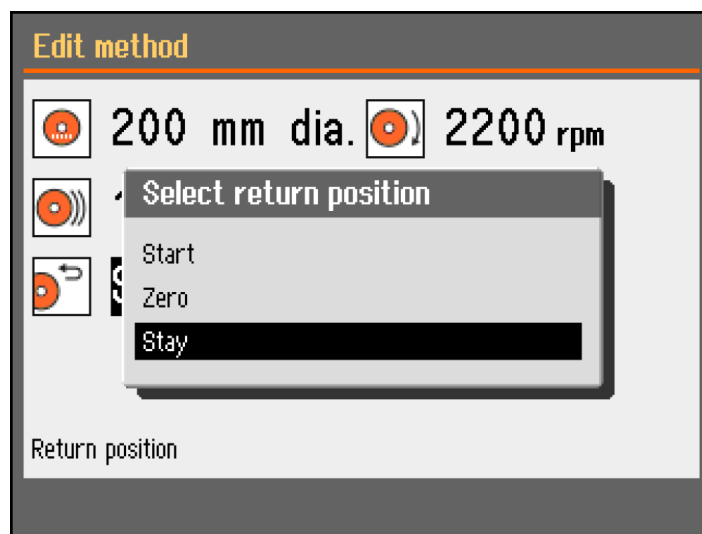 Edit method
200 mm dia. 2200 rpm
Select return position
Start
Zero
Stay
Return position